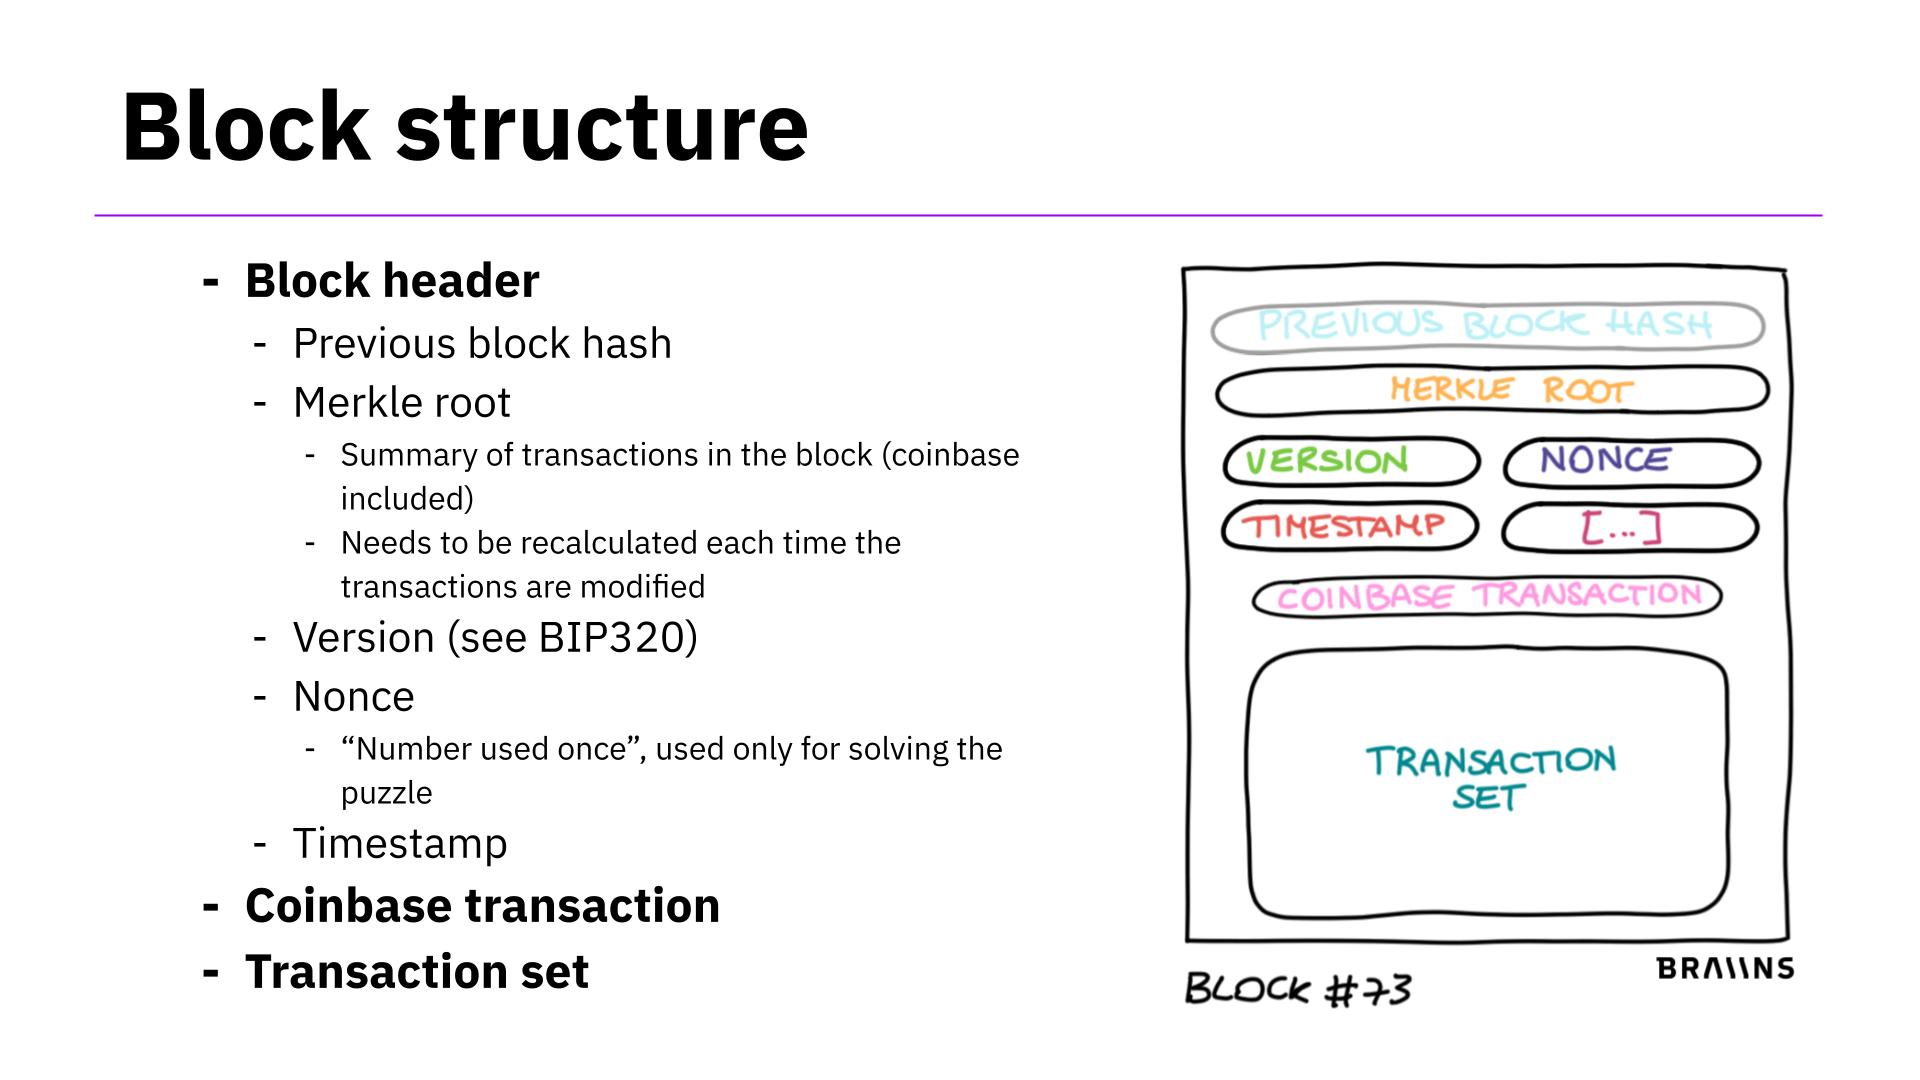 Block structure
- Block header
- Previous block hash
- Merkle root
- Summary of transactions in the block (coinbase
included)
- Needs to be recalculated each time the
transactions are modified
- Version (see BIP320)
- Nonce
- “Number used once”, used only for solving the
puzzle
- Timestamp
- Coinbase transaction
- Transaction set
PREVIOUS BLOCK HASH
MERKLE ROOT
VERSION NONCE
TIMESTAMP [...]
COINBASE TRANSACTION
TRANSACTION
SET
BLOCK #73
BRAIINS